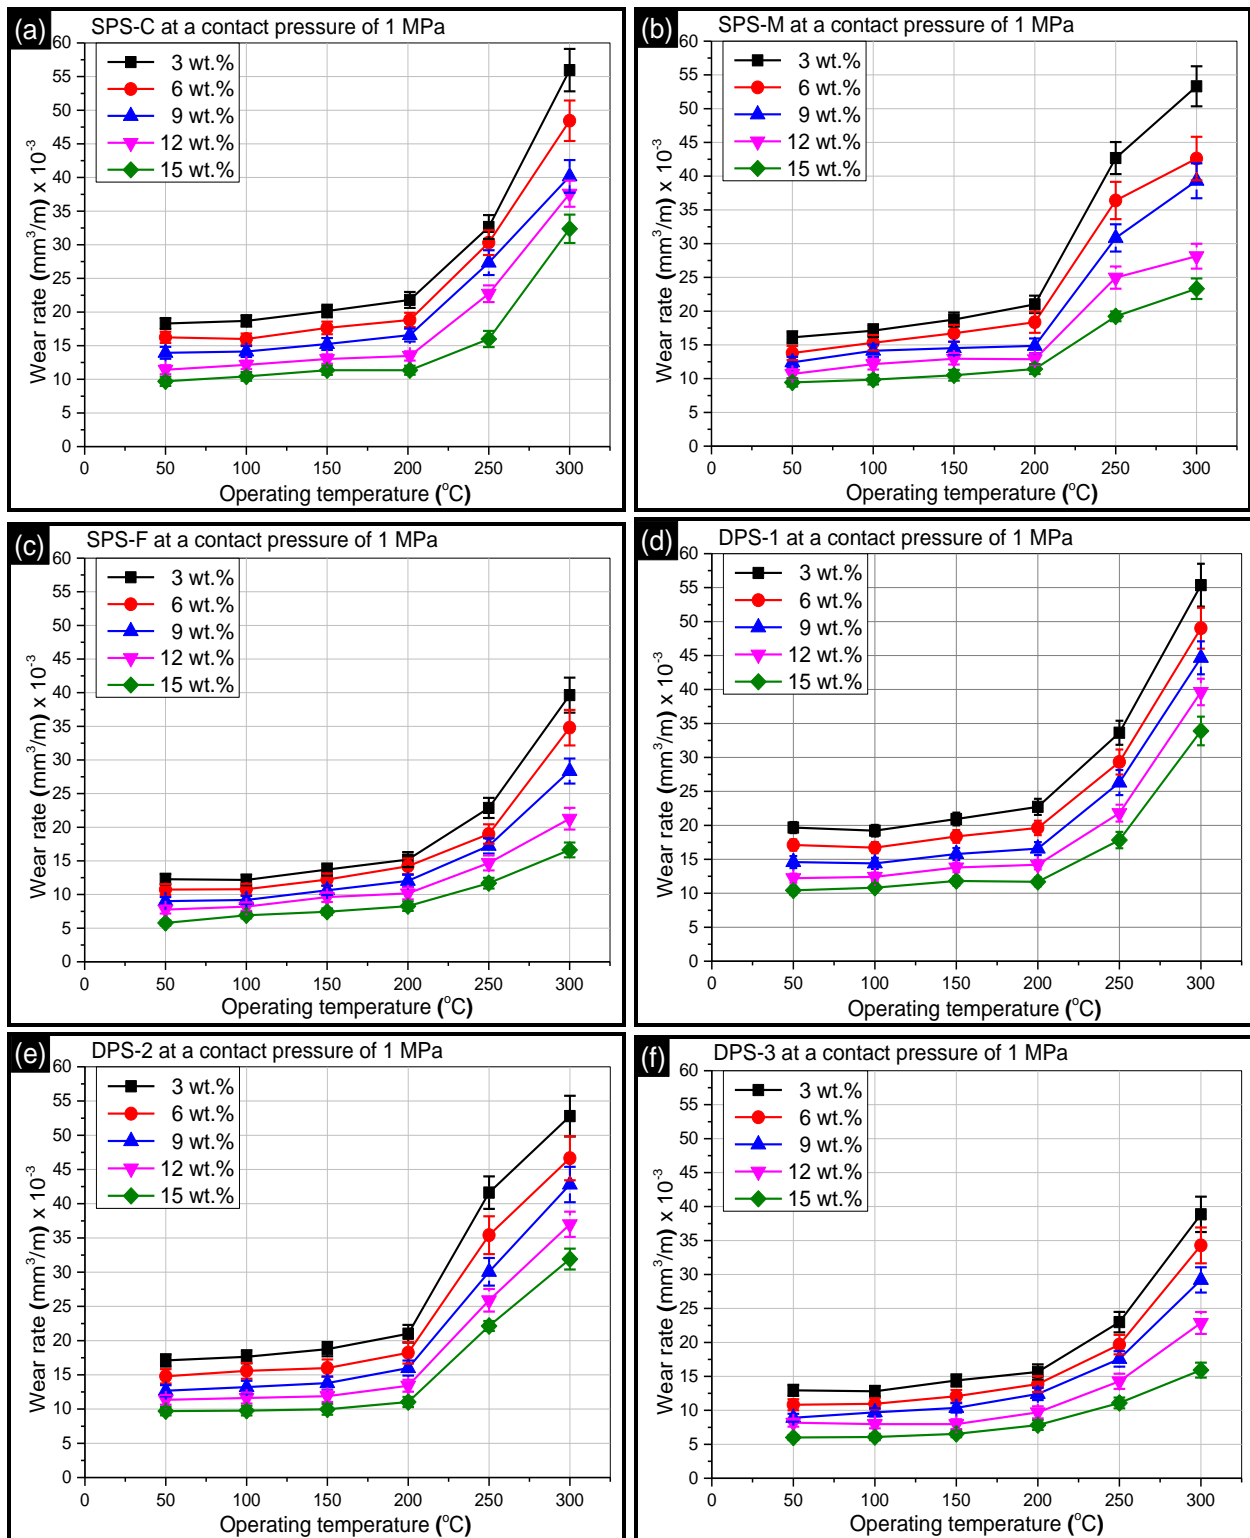 (a) SPS-C at a contact pressure of 1 MPa
3 wt.%
6 wt.%
9 wt.%
12 wt.%
15 wt.%
Wear rate (mm³/m) x 10⁻³
60
55
50
45
40
35
30
25
20
15
10
5
0
0 50 100 150 200 250 300
Operating temperature (°C)
(b) SPS-M at a contact pressure of 1 MPa
3 wt.%
6 wt.%
9 wt.%
12 wt.%
15 wt.%
Wear rate (mm³/m) x 10⁻³
60
55
50
45
40
35
30
25
20
15
10
5
0
0 50 100 150 200 250 300
Operating temperature (°C)
(c) SPS-F at a contact pressure of 1 MPa
3 wt.%
6 wt.%
9 wt.%
12 wt.%
15 wt.%
Wear rate (mm³/m) x 10⁻³
60
55
50
45
40
35
30
25
20
15
10
5
0
0 50 100 150 200 250 300
Operating temperature (°C)
(d) DPS-1 at a contact pressure of 1 MPa
3 wt.%
6 wt.%
9 wt.%
12 wt.%
15 wt.%
Wear rate (mm³/m) x 10⁻³
60
55
50
45
40
35
30
25
20
15
10
5
0
0 50 100 150 200 250 300
Operating temperature (°C)
(e) DPS-2 at a contact pressure of 1 MPa
3 wt.%
6 wt.%
9 wt.%
12 wt.%
15 wt.%
Wear rate (mm³/m) x 10⁻³
60
55
50
45
40
35
30
25
20
15
10
5
0
0 50 100 150 200 250 300
Operating temperature (°C)
(f) DPS-3 at a contact pressure of 1 MPa
3 wt.%
6 wt.%
9 wt.%
12 wt.%
15 wt.%
Wear rate (mm³/m) x 10⁻³
60
55
50
45
40
35
30
25
20
15
10
5
0
0 50 100 150 200 250 300
Operating temperature (°C)